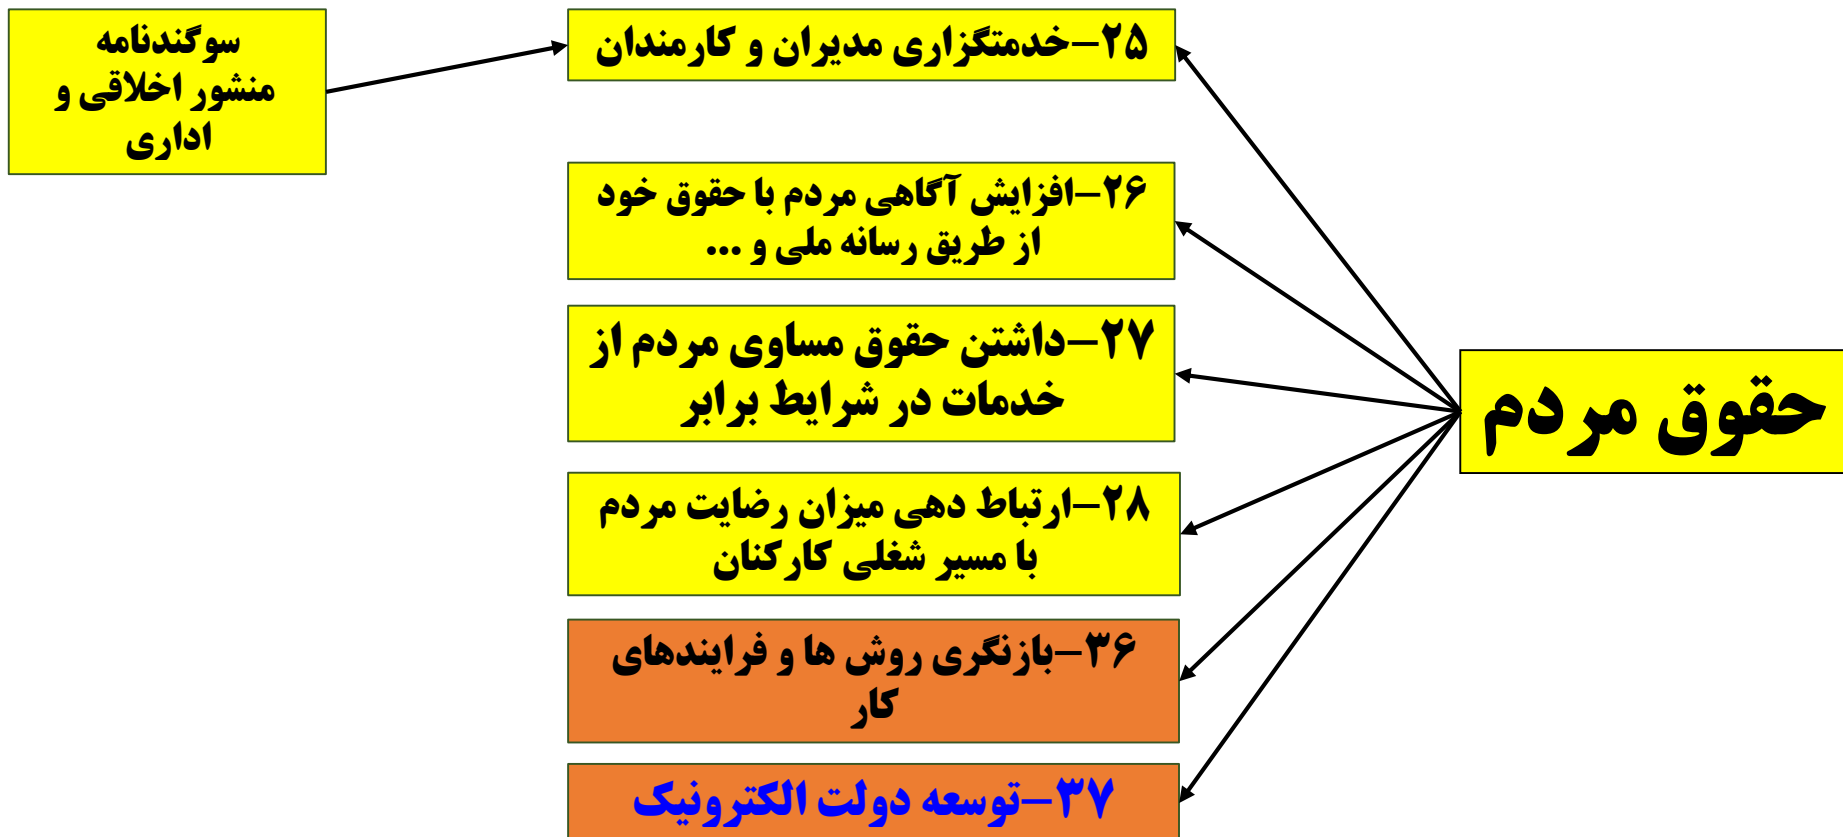 حقوق مردم
۲۵-خدمتگزاری مدیران و کارمندان
سوگندنامه
منشور اخلاقی و
اداری
۲۶-افزایش آگاهی مردم با حقوق خود
از طریق رسانه ملی و ...
۲۷-داشتن حقوق مساوی مردم از
خدمات در شرایط برابر
۲۸-ارتباط دهی میزان رضایت مردم
با مسیر شغلی کارکنان
۳۶-بازنگری روش ها و فرایندهای
کار
۳۷-توسعه دولت الکترونیک